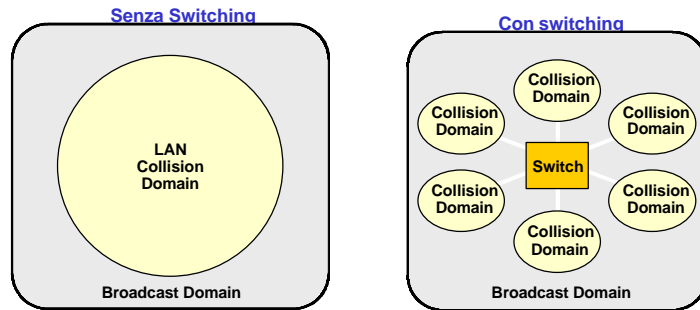 Senza Switching
LAN
Collision
Domain
Broadcast Domain
Con switching
Collision
Domain
Collision
Domain
Collision
Domain
Switch
Collision
Domain
Collision
Domain
Collision
Domain
Broadcast Domain